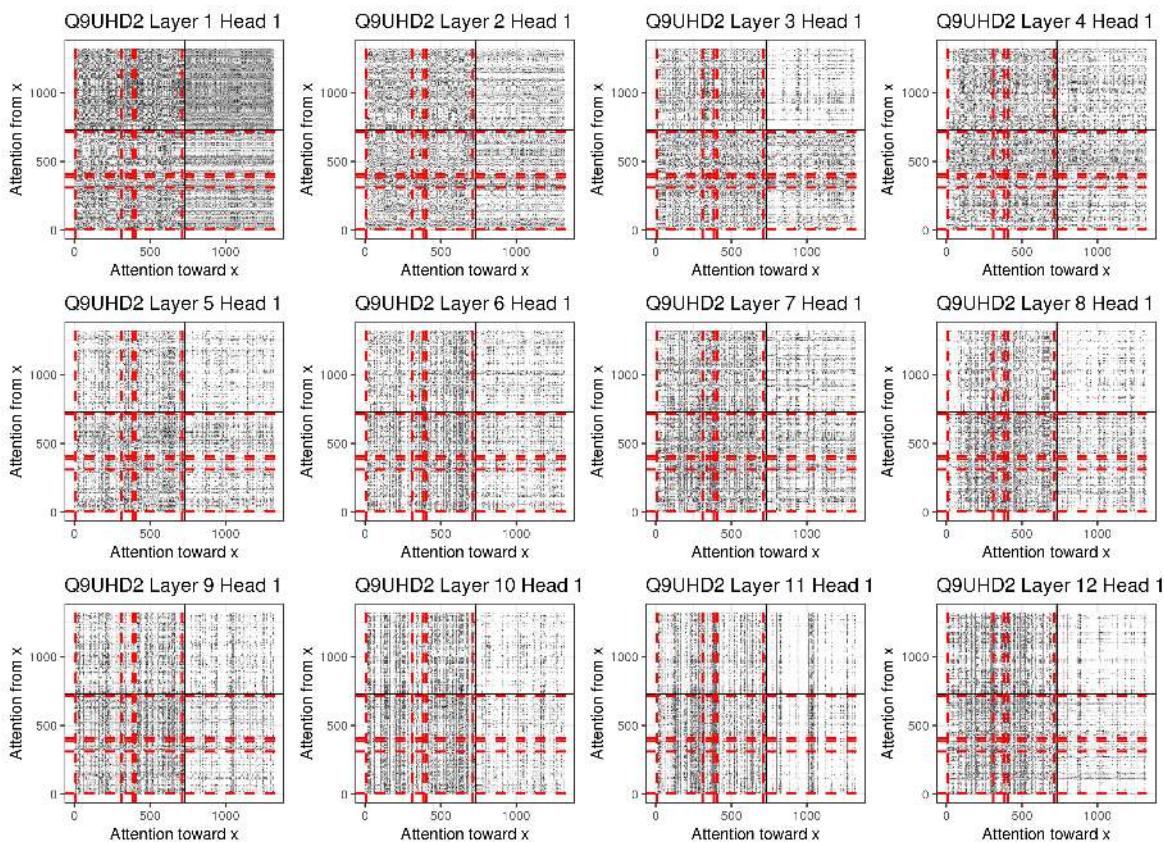 Q9UHD2 Layer 1 Head 1 Q9UHD2 Layer 2 Head 1 Q9UHD2 Layer 3 Head 1 Q9UHD2 Layer 4 Head 1
Attention from x Attention from x Attention from x Attention from x
1000 1000 1000 1000
500 500 500 500
0 0 0 0
0 500 1000 0 500 1000 0 500 1000 0 500 1000
Attention toward x Attention toward x Attention toward x Attention toward x
Q9UHD2 Layer 5 Head 1 Q9UHD2 Layer 6 Head 1 Q9UHD2 Layer 7 Head 1 Q9UHD2 Layer 8 Head 1
Attention from x Attention from x Attention from x Attention from x
1000 1000 1000 1000
500 500 500 500
0 0 0 0
0 500 1000 0 500 1000 0 500 1000 0 500 1000
Attention toward x Attention toward x Attention toward x Attention toward x
Q9UHD2 Layer 9 Head 1 Q9UHD2 Layer 10 Head 1 Q9UHD2 Layer 11 Head 1 Q9UHD2 Layer 12 Head 1
Attention from x Attention from x Attention from x Attention from x
1000 1000 1000 1000
500 500 500 500
0 0 0 0
0 500 1000 0 500 1000 0 500 1000 0 500 1000
Attention toward x Attention toward x Attention toward x Attention toward x